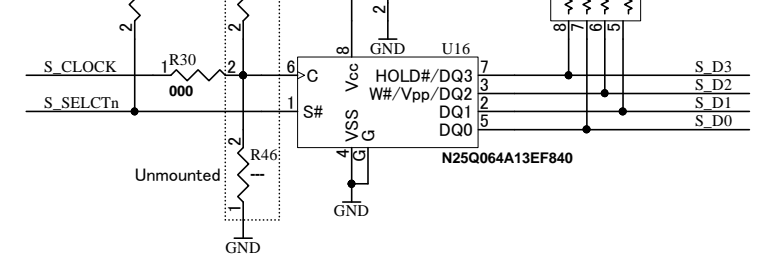 2
2
2
8
GND
U16
8
7
6
5
S_CLOCK
1
R30
2
000
6
C
Vcc
HOLD#/DQ3
7
S_D3
W#/Vpp/DQ2
3
S_D2
S_SELCTn
1
S#
DQ1
2
S_D1
VSS
G
DQ0
5
S_D0
4
G
N25Q064A13EF840
2
R46
Unmounted
---
1
GND
GND